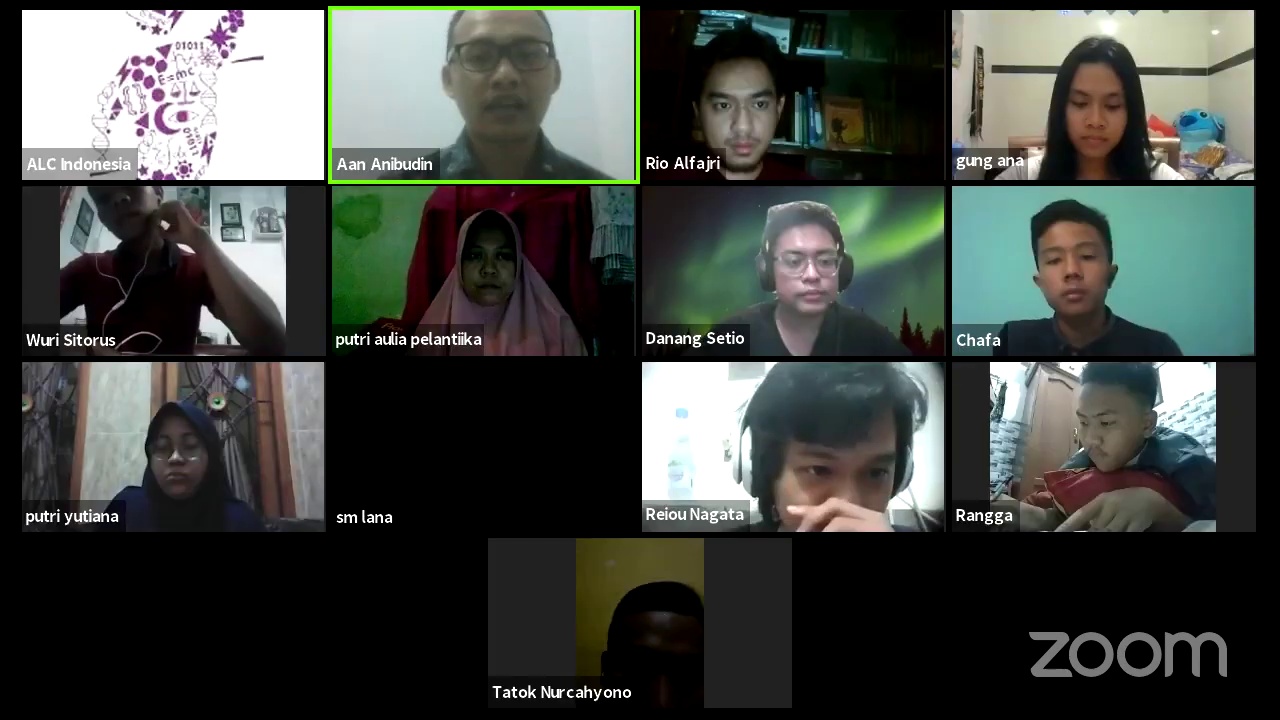 01011
E=mc
ALC Indonesia
Aan Anibudin
Rio Alfajri
gung ana
Wuri Sitorus
putri aulia pelantiika
Danang Setio
Chafa
putri yutiana
sm lana
Reiou Nagata
Rangga
Tatok Nurcahyono
zoom